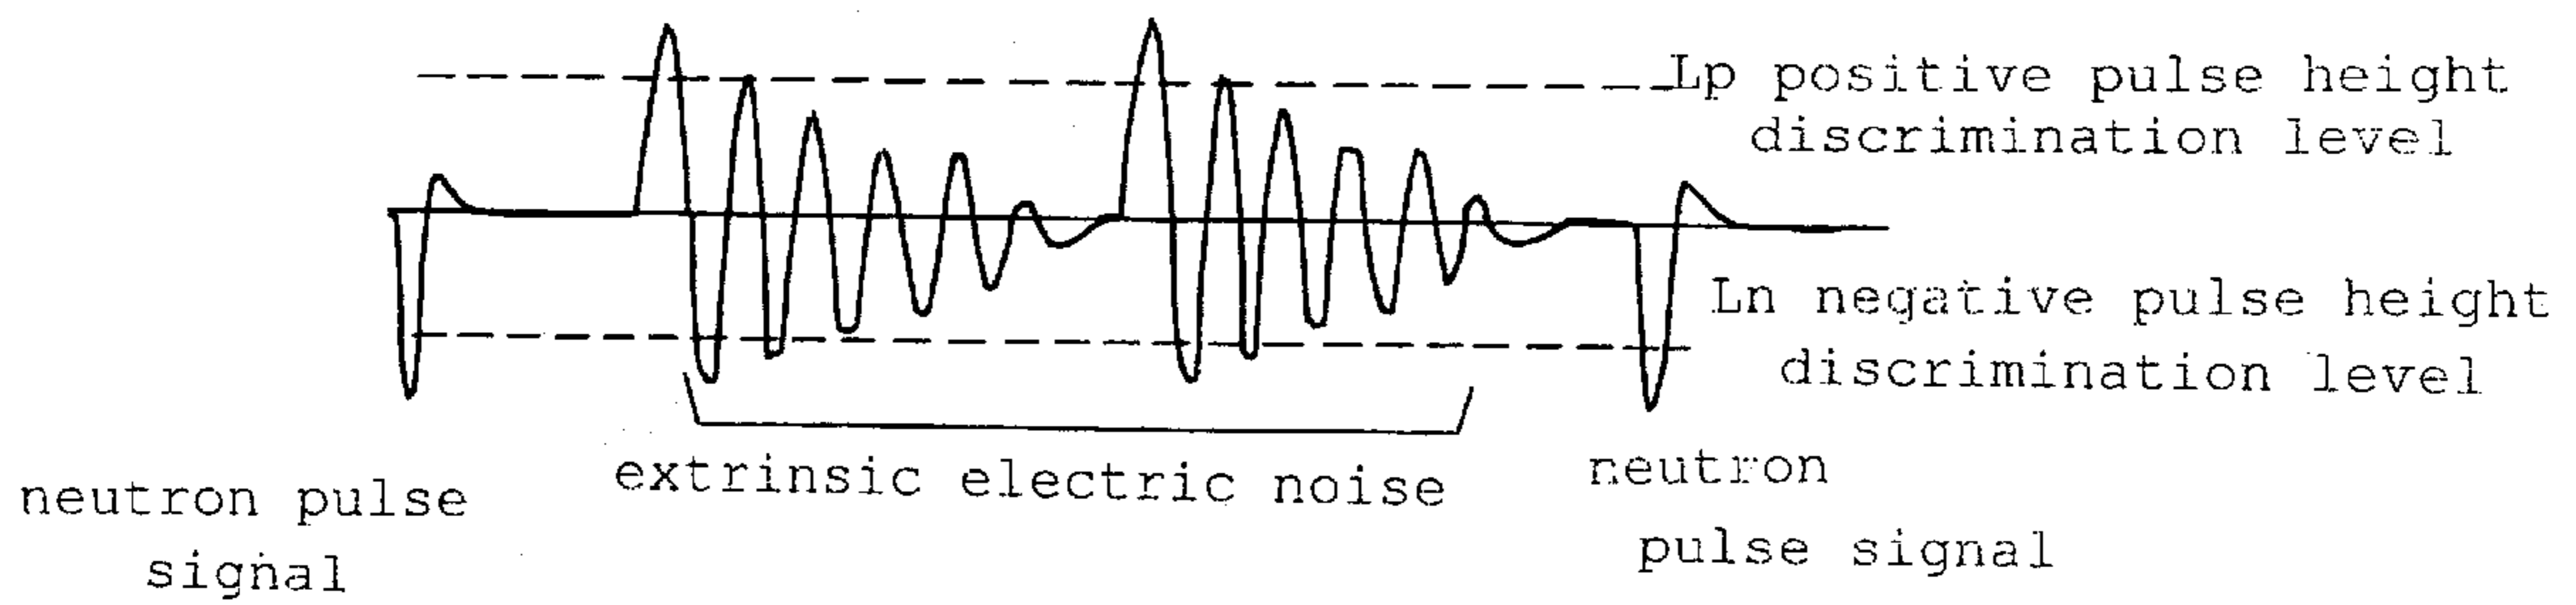 Lp positive pulse height
discrimination level
Ln negative pulse height
discrimination level
extrinsic electric noise
neutron pulse
signal
neutron
pulse signal